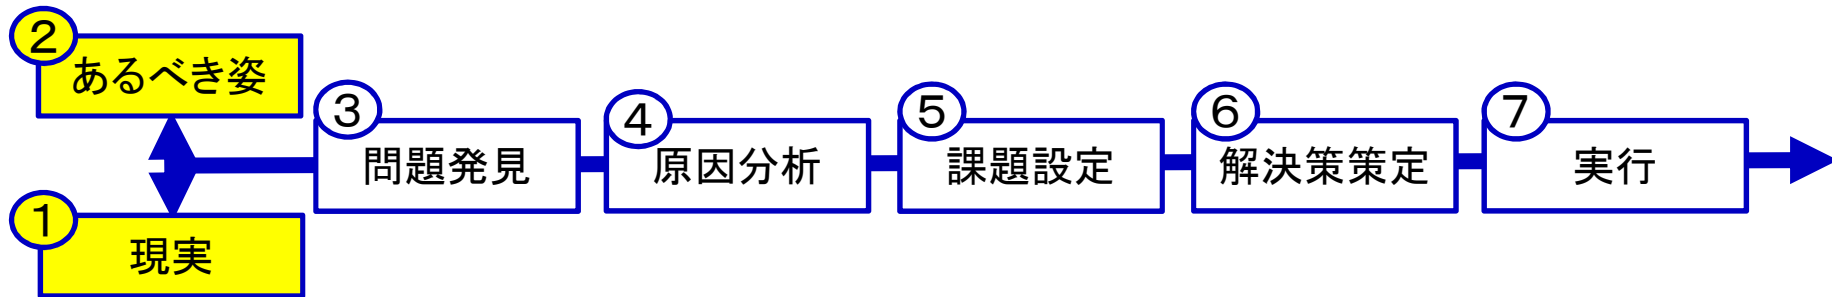 ②
あるべき姿
①
現実
③
問題発見
④
原因分析
⑤
課題設定
⑥
解決策策定
⑦
実行